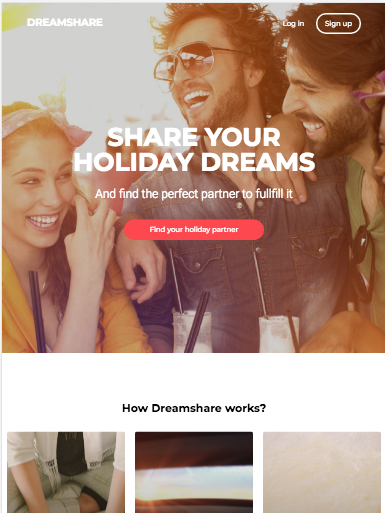 DREAMSHARE
Log in
Sign up
SHARE YOUR
HOLIDAY DREAMS
And find the perfect partner to fullfill it
Find your holiday partner
How Dreamshare works?